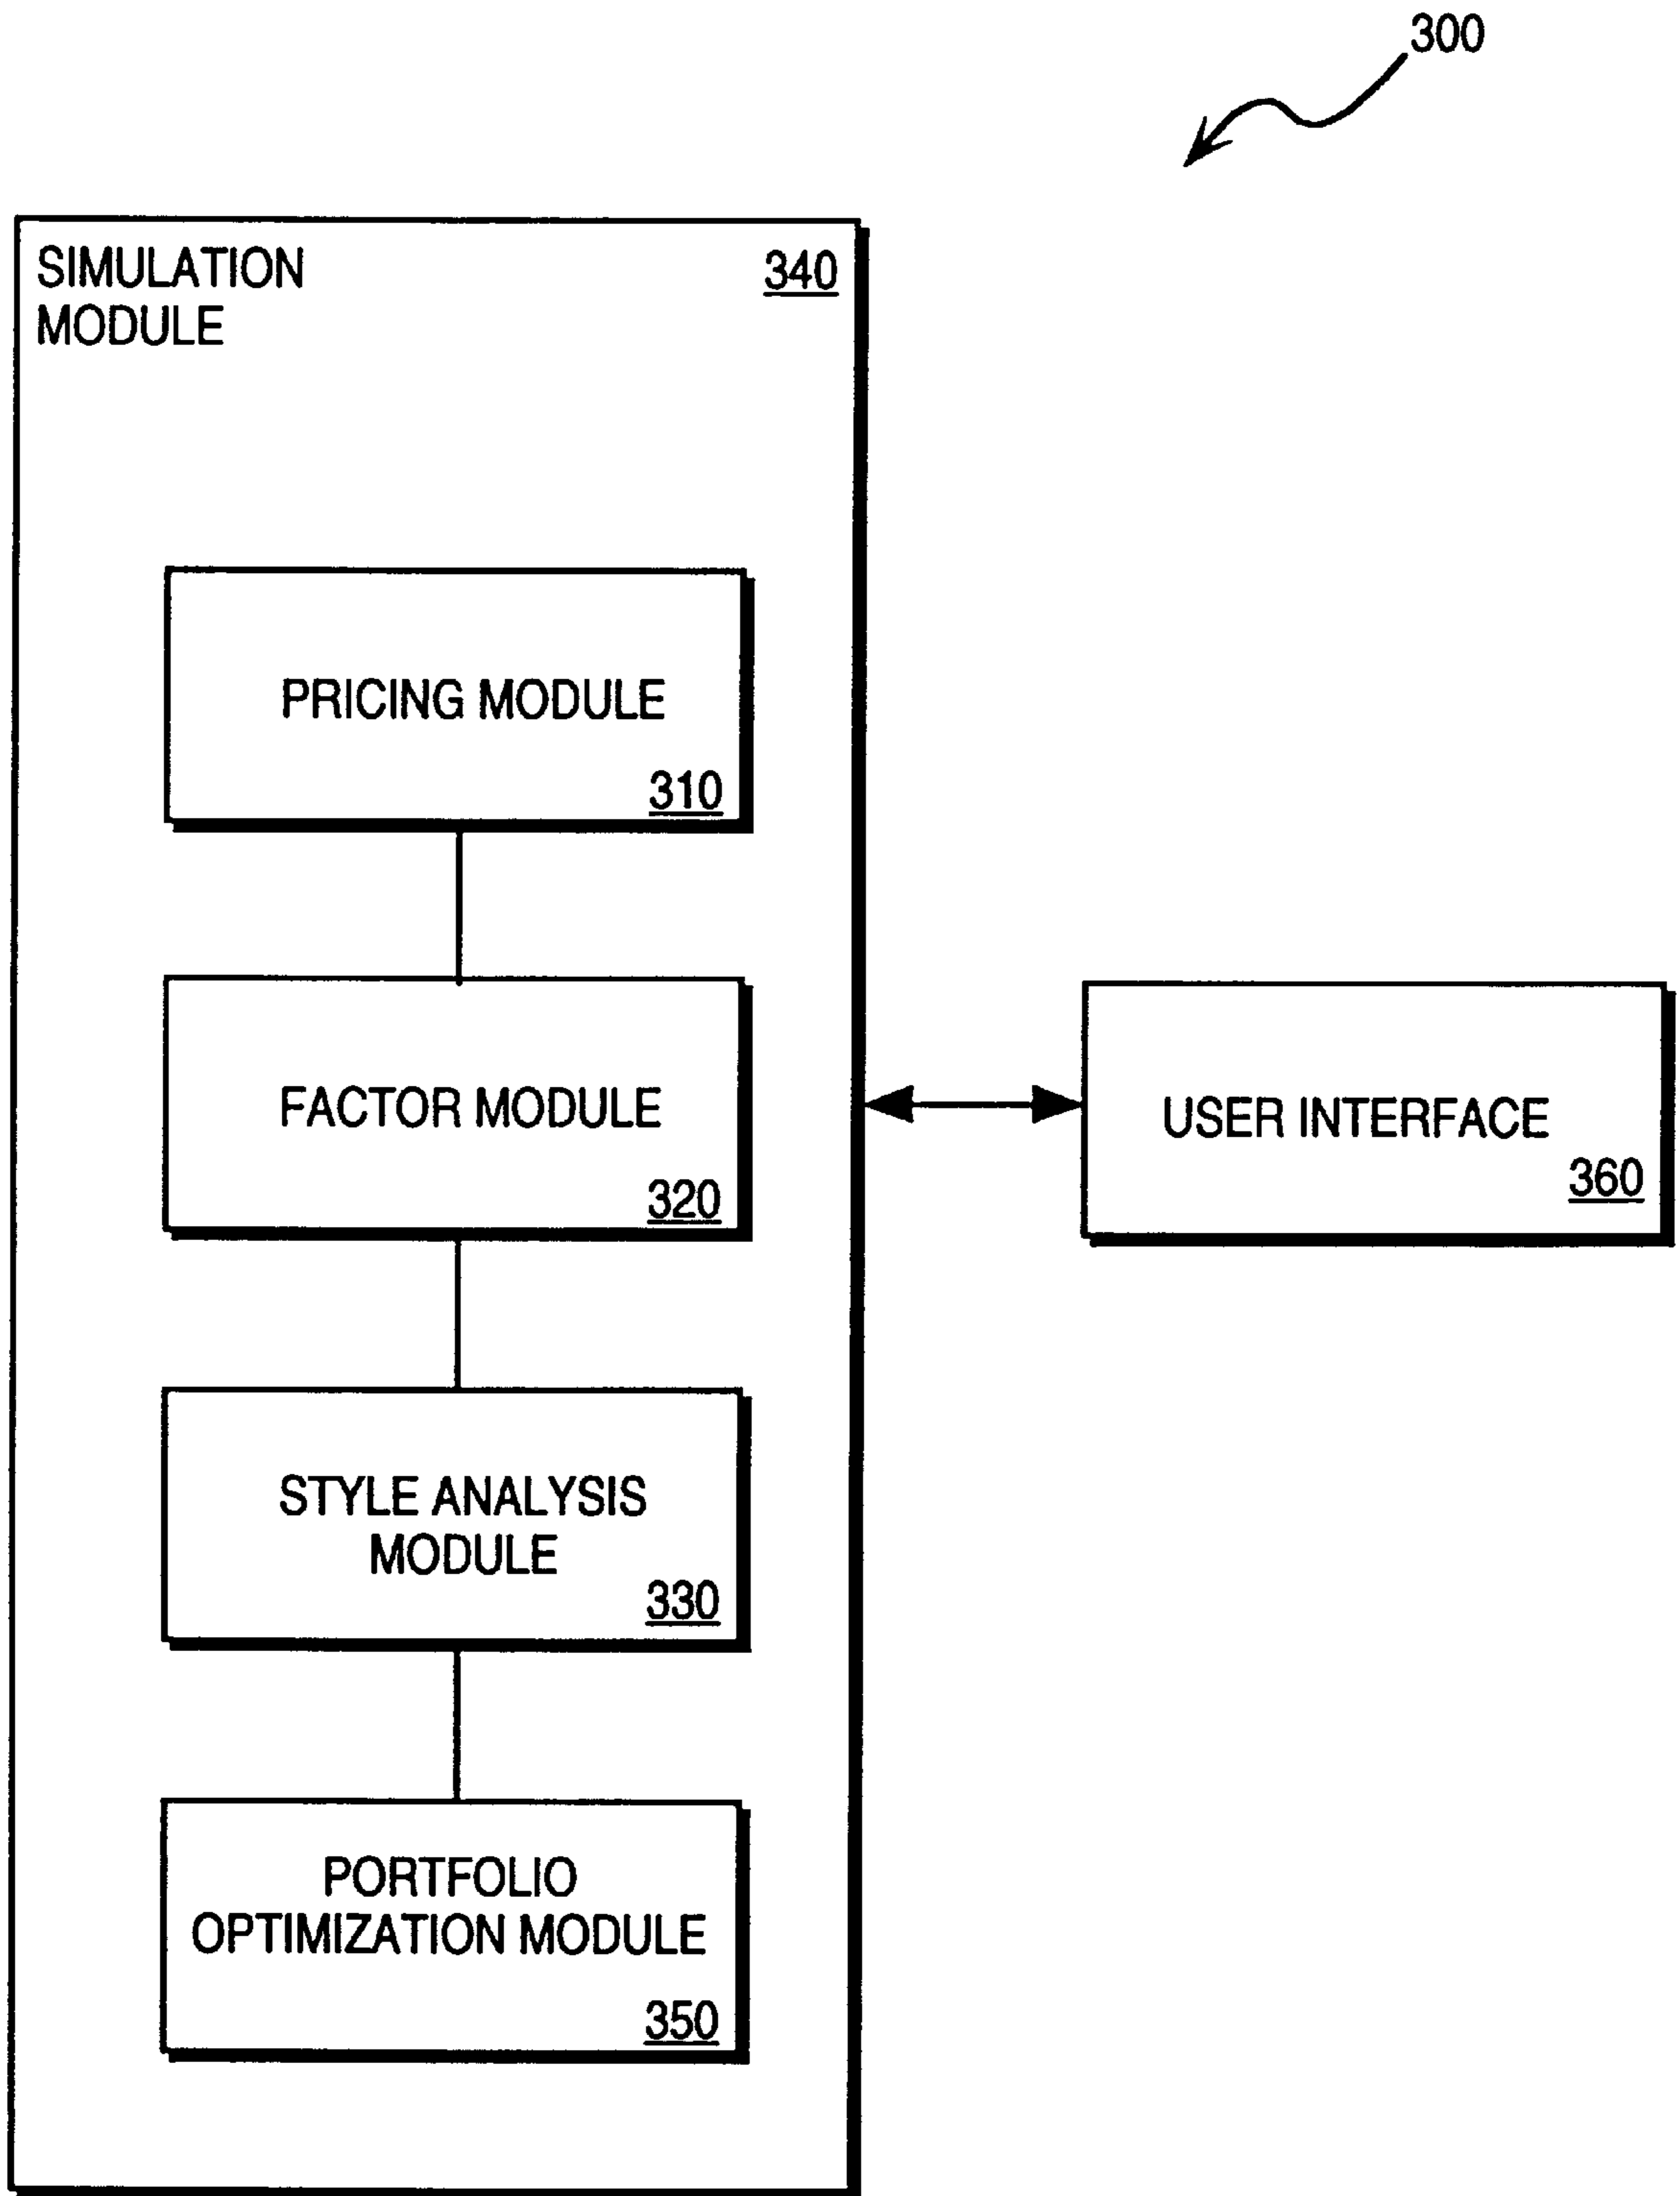 300
SIMULATION
MODULE
340
PRICING MODULE
310
FACTOR MODULE
320
USER INTERFACE
360
STYLE ANALYSIS
MODULE
330
PORTFOLIO
OPTIMIZATION MODULE
350